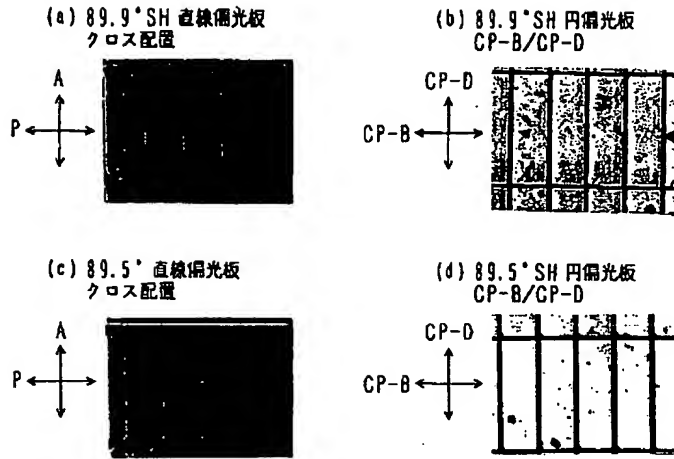 (a) 89.9°SH 直線偏光板
クロス配置
A
P
(b) 89.9°SH 円偏光板
CP-B/CP-D
CP-D
CP-B
(c) 89.5° 直線偏光板
クロス配置
A
P
(d) 89.5°SH 円偏光板
CP-B/CP-D
CP-D
CP-B